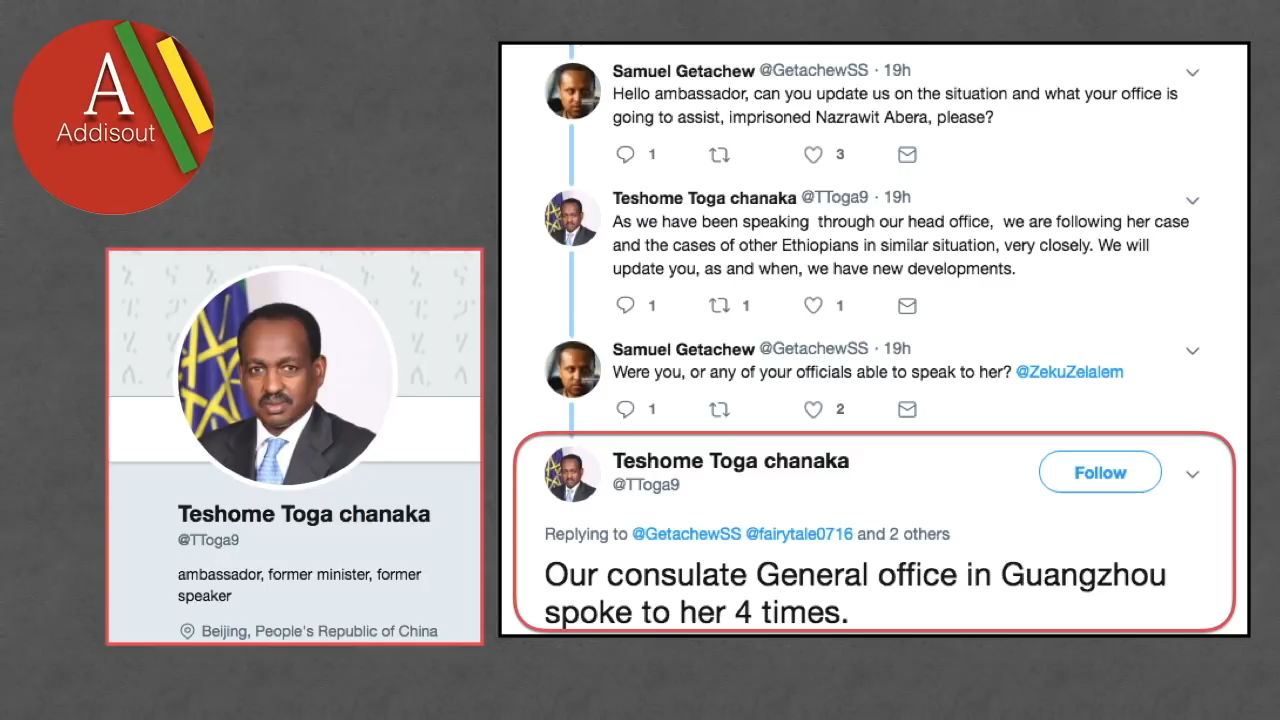 A
Addisout
Samuel Getachew @GetachewSS · 19h
Hello ambassador, can you update us on the situation and what your office is
going to assist, imprisoned Nazrawit Abera, please?
1 3
Teshome Toga chanaka @TToga9 · 19h
As we have been speaking through our head office, we are following her case
and the cases of other Ethiopians in similar situation, very closely. We will
update you, as and when, we have new developments.
1 1 1
Samuel Getachew @GetachewSS · 19h
Were you, or any of your officials able to speak to her? @ZekuZelalem
1 2
Teshome Toga chanaka
@TToga9
Follow
Replying to @GetachewSS @fairytale0716 and 2 others
Our consulate General office in Guangzhou
spoke to her 4 times.
Teshome Toga chanaka
@TToga9
ambassador, former minister, former
speaker
Beijing, People's Republic of China